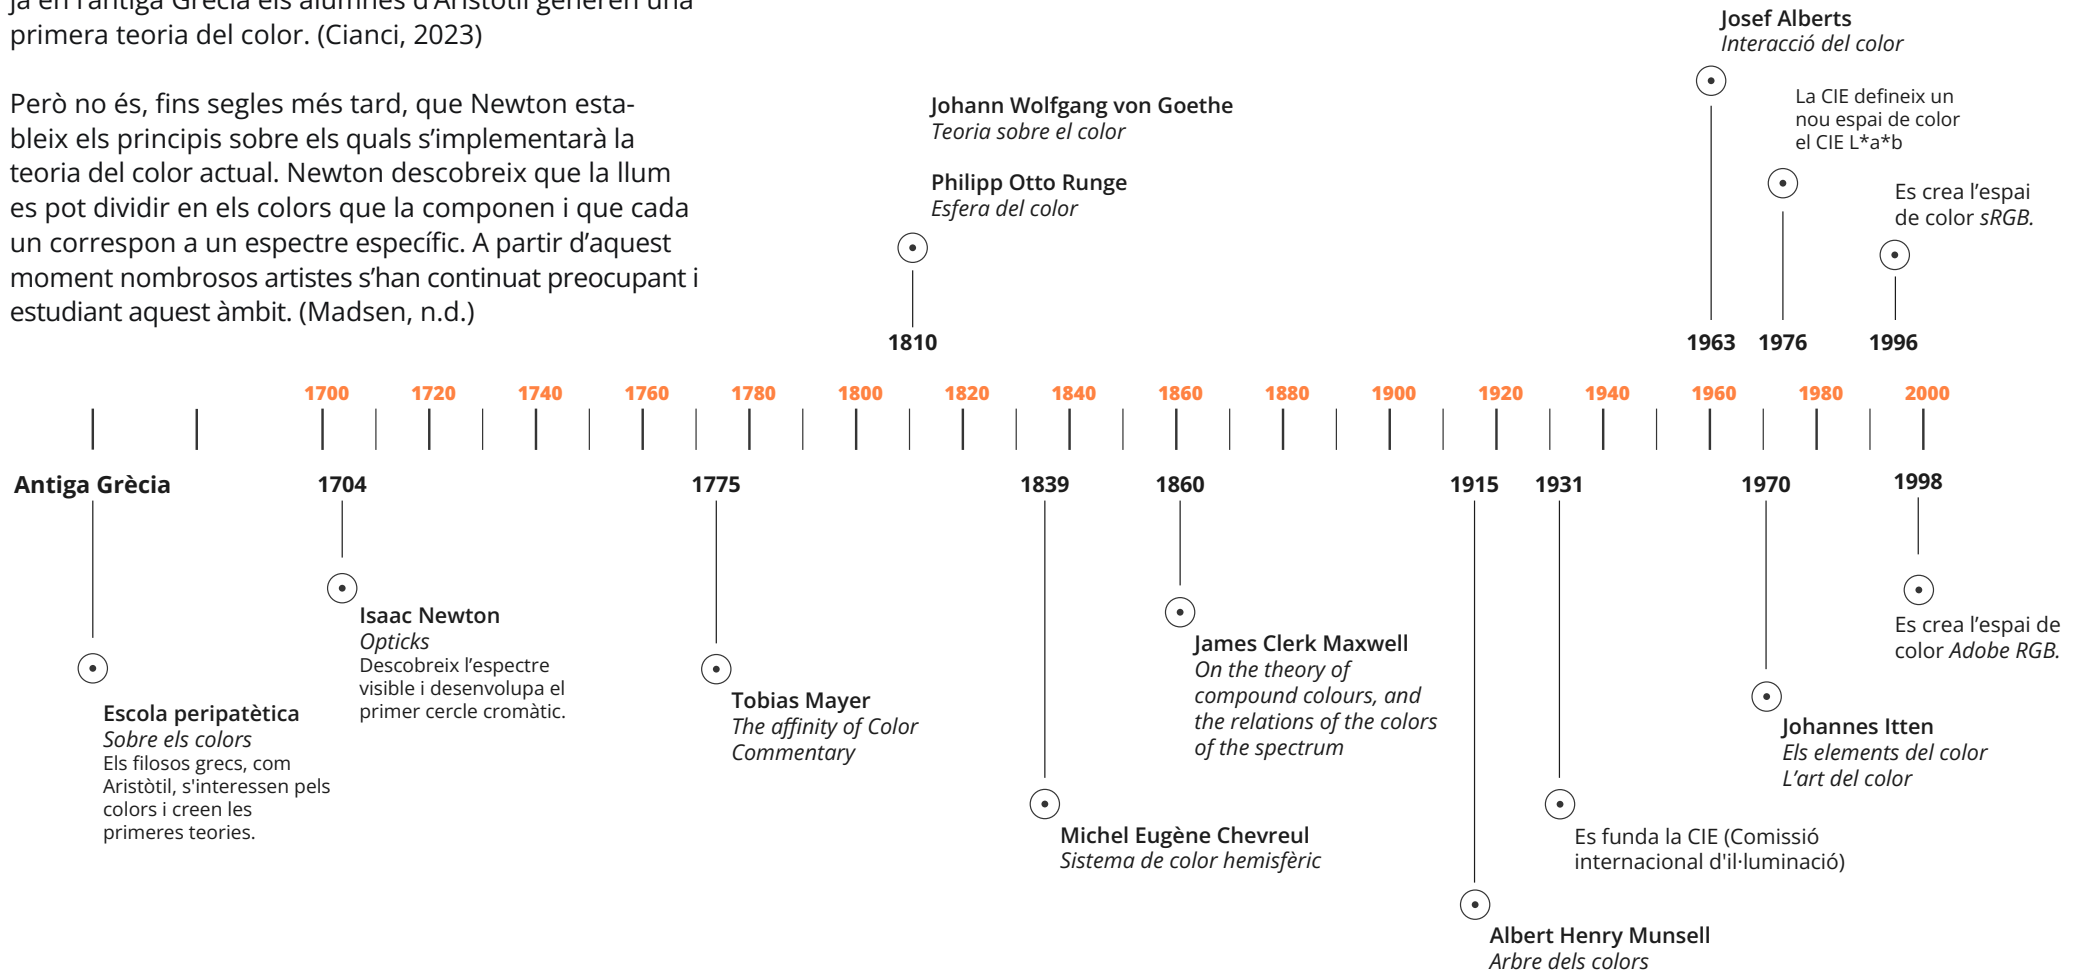 ja en l'antiga Grècia els alumnes d'Aristòtil generen una
primera teoria del color. (Cianci, 2023)
Però no és, fins segles més tard, que Newton esta-
bleix els principis sobre els quals s’implementarà la
teoria del color actual. Newton descobreix que la llum
es pot dividir en els colors que la componen i que cada
un correspon a un espectre específic. A partir d’aquest
moment nombrosos artistes s’han continuat preocupant i
estudiant aquest àmbit. (Madsen, n.d.)
Johann Wolfgang von Goethe
Teoria sobre el color
Philipp Otto Runge
Esfera del color
1810
Josef Alberts
Interacció del color
1963
La CIE defineix un
nou espai de color
el CIE L*a*b
1976
Es crea l’espai
de color sRGB.
1996
1700 1720 1740 1760 1780 1800 1820 1840 1860 1880 1900 1920 1940 1960 1980 2000
Antiga Grècia
Escola peripatètica
Sobre els colors
Els filosos grecs, com
Aristòtil, s'interessen pels
colors i creen les
primeres teories.
1704
Isaac Newton
Opticks
Descobreix l’espectre
visible i desenvolupa el
primer cercle cromàtic.
1775
Tobias Mayer
The affinity of Color
Commentary
1839
Michel Eugène Chevreul
Sistema de color hemisfèric
1860
James Clerk Maxwell
On the theory of
compound colours, and
the relations of the colors
of the spectrum
1915
Albert Henry Munsell
Arbre dels colors
1931
Es funda la CIE (Comissió
internacional d'il·luminació)
1970
Johannes Itten
Els elements del color
L’art del color
1998
Es crea l’espai de
color Adobe RGB.